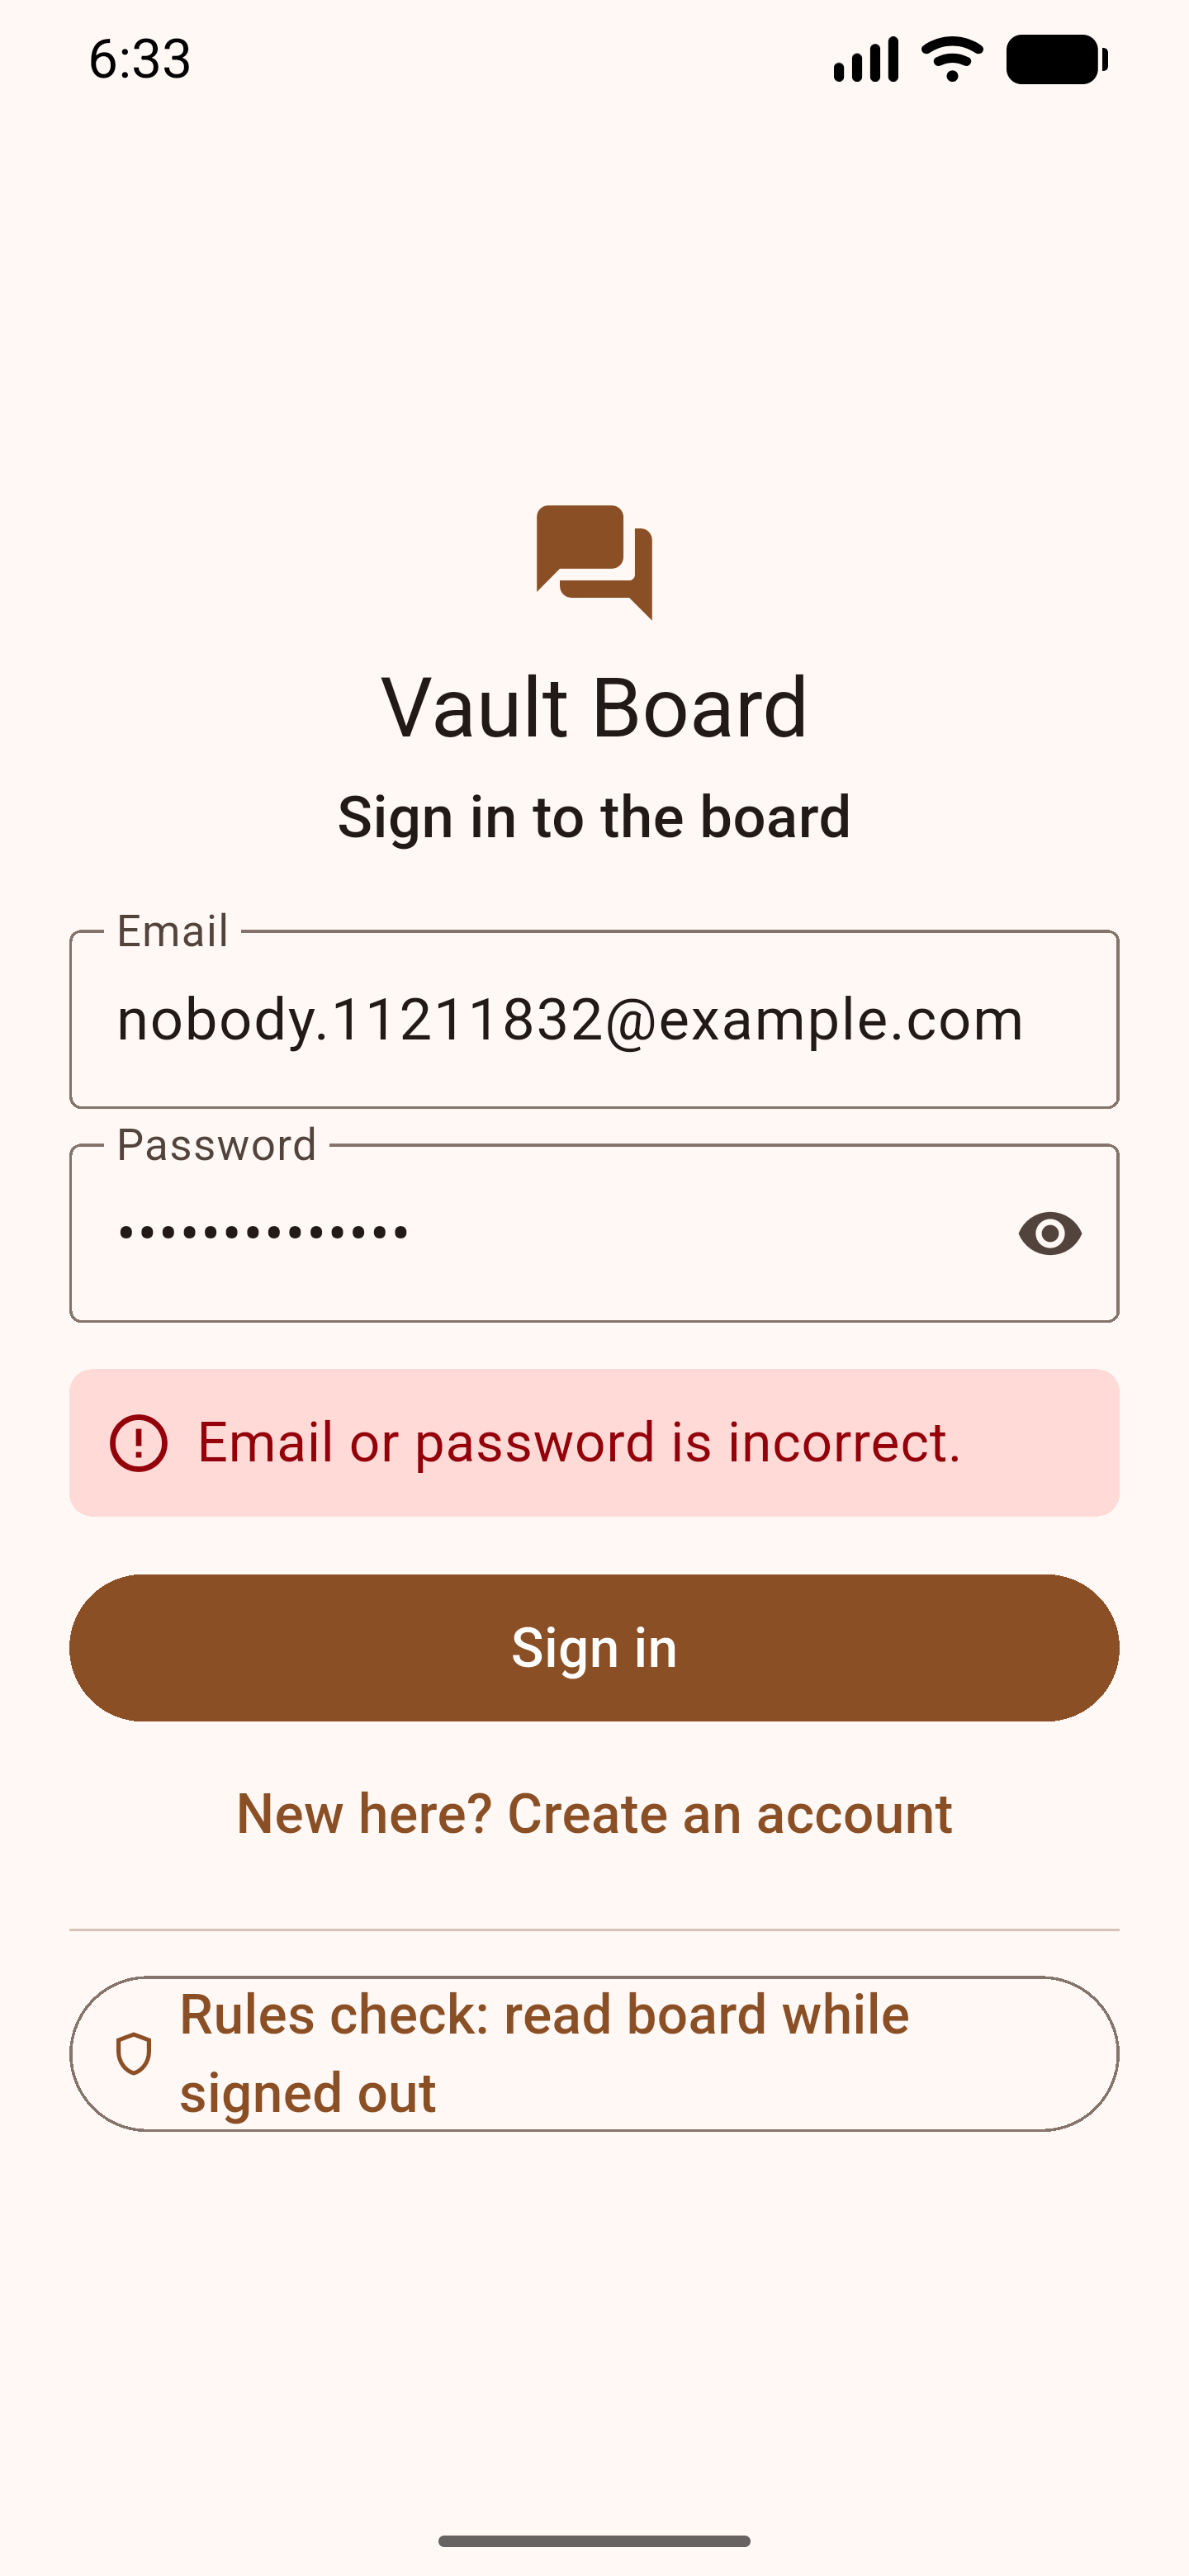 6:33
Vault Board
Sign in to the board
Email
nobody.11211832@example.com
Password
••••••••••••••
Email or password is incorrect.
Sign in
New here? Create an account
Rules check: read board while
signed out